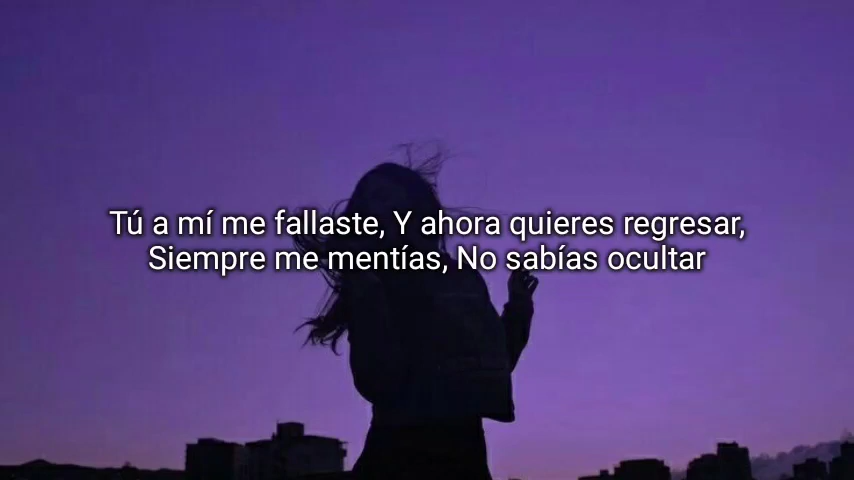 Tú a mí me fallaste, Y ahora quieres regresar,
Siempre me mentías, No sabías ocultar